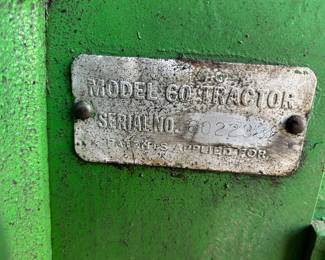 MODEL 60 TRACTOR
SERIAL NO.
PATENTS APPLIED FOR